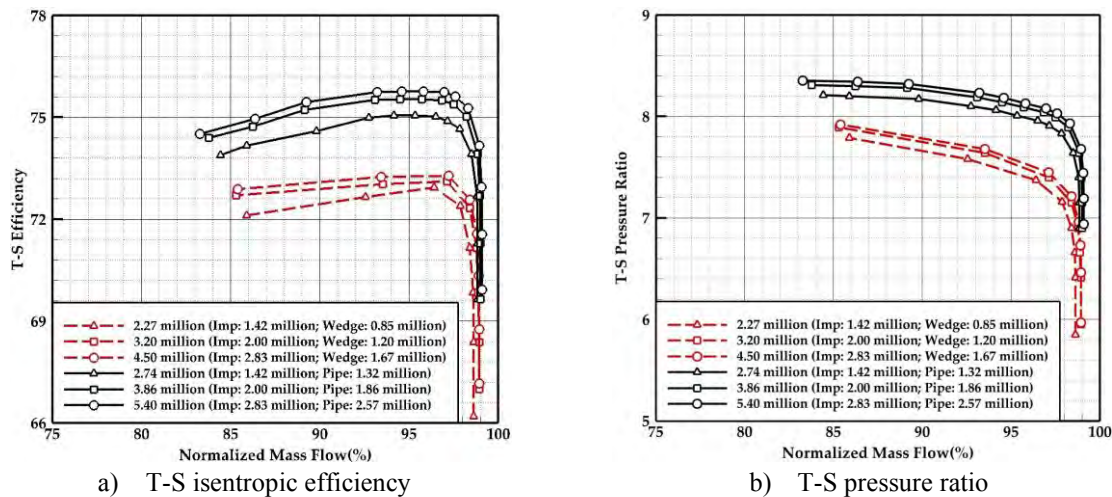 78
75
72
69
66
T-S Efficiency
2.27 million (Imp: 1.42 million; Wedge: 0.85 million)
3.20 million (Imp: 2.00 million; Wedge: 1.20 million)
4.50 million (Imp: 2.83 million; Wedge: 1.67 million)
2.74 million (Imp: 1.42 million; Pipe: 1.32 million)
3.86 million (Imp: 2.00 million; Pipe: 1.86 million)
5.40 million (Imp: 2.83 million; Pipe: 2.57 million)
75 80 85 90 95 100
Normalized Mass Flow(%)
a) T-S isentropic efficiency
9
8
7
6
5
T-S Pressure Ratio
2.27 million (Imp: 1.42 million; Wedge: 0.85 million)
3.20 million (Imp: 2.00 million; Wedge: 1.20 million)
4.50 million (Imp: 2.83 million; Wedge: 1.67 million)
2.74 million (Imp: 1.42 million; Pipe: 1.32 million)
3.86 million (Imp: 2.00 million; Pipe: 1.86 million)
5.40 million (Imp: 2.83 million; Pipe: 2.57 million)
75 80 85 90 95 100
Normalized Mass Flow(%)
b) T-S pressure ratio